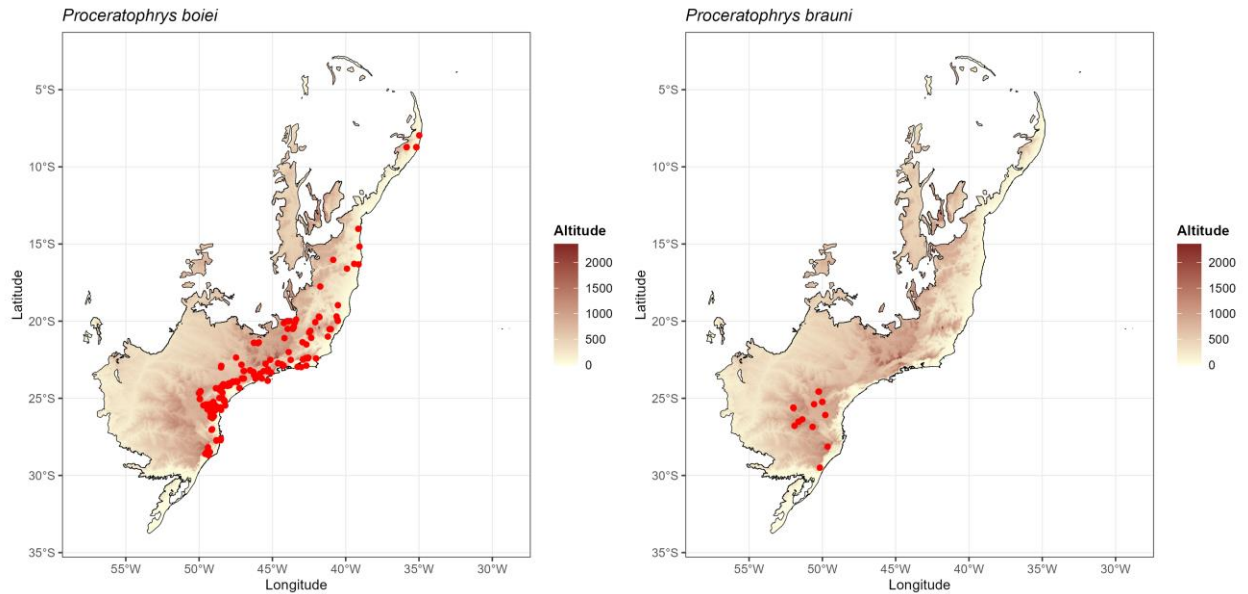 Proceratophrys boiei
5°S
10°S
15°S
20°S
25°S
30°S
35°S
Latitude
55°W
50°W
45°W
40°W
35°W
30°W
Longitude
Altitude
2000
1500
1000
500
0
Proceratophrys brauni
5°S
10°S
15°S
20°S
25°S
30°S
35°S
Latitude
55°W
50°W
45°W
40°W
35°W
30°W
Longitude
Altitude
2000
1500
1000
500
0